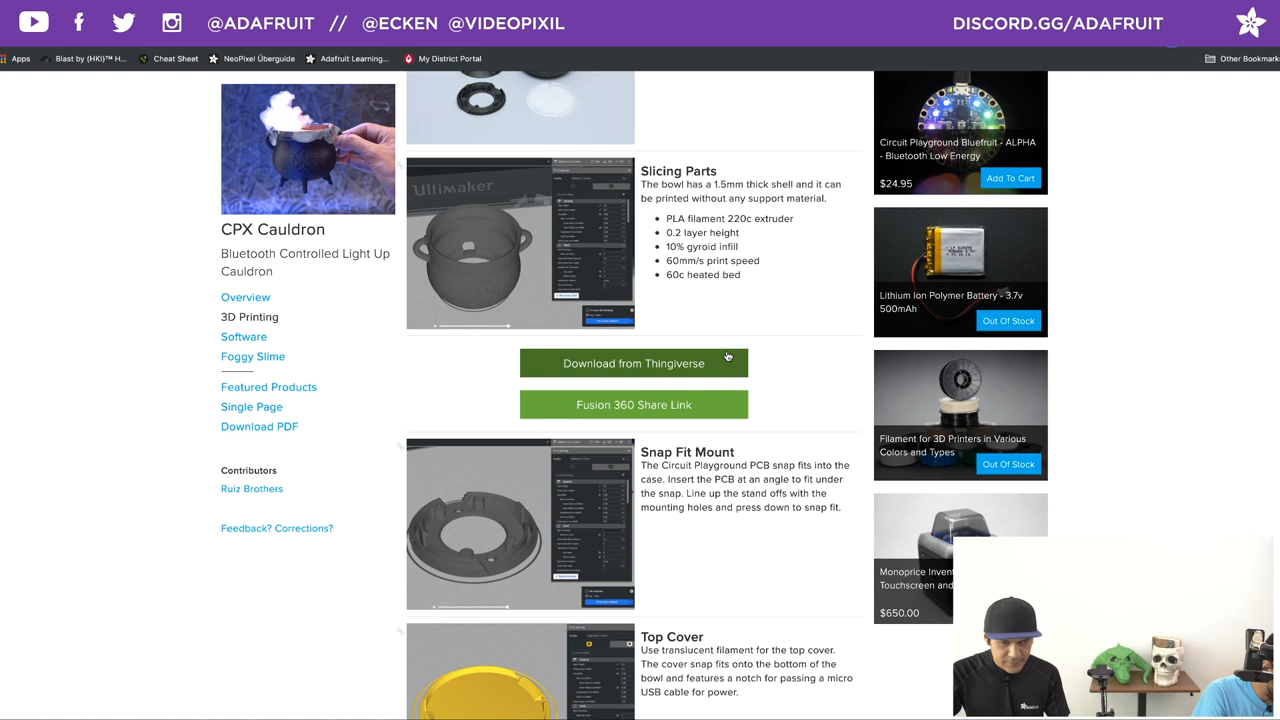 @ADAFRUIT // @ECKEN @VIDEOPIXIL
DISCORD.GG/ADAFRUIT
Apps
Blast by (HKI)™ H...
Cheat Sheet
NeoPixel Überguide
Adafruit Learning...
My District Portal
Other Bookmark
CPX Cauldron
Bluetooth Controlled Light Up
Cauldron
Overview
3D Printing
Software
Foggy Slime
Featured Products
Single Page
Download PDF
Contributors
Ruiz Brothers
Feedback? Corrections?
Ultimaker
Slicing Parts
The bowl has a 1.5mm thick shell and it can
be printed without any support material.
PLA filament 220c extruder
0.2 layer height
10% gyroid infill
60mm/s print speed
60c heated bed
Download from Thingiverse
Fusion 360 Share Link
Snap Fit Mount
The Circuit Playground PCB snap fits into the
case. Insert the PCB at an angle to fit under
the snap. Line up the stand offs with the
mounting holes and press down to snap fit.
Top Cover
Use translucent filament for the top cover.
The cover snap fits onto the bottom of the
bowl and features a notch for passing a micro
USB cable for power.
Circuit Playground Bluefruit - ALPHA
- Bluetooth Low Energy
$24.95
Add To Cart
Lithium Ion Polymer Battery - 3.7v
500mAh
Out Of Stock
Filament for 3D Printers in Various
Colors and Types
Out Of Stock
Monoprice Inven
Touchscreen and
$650.00